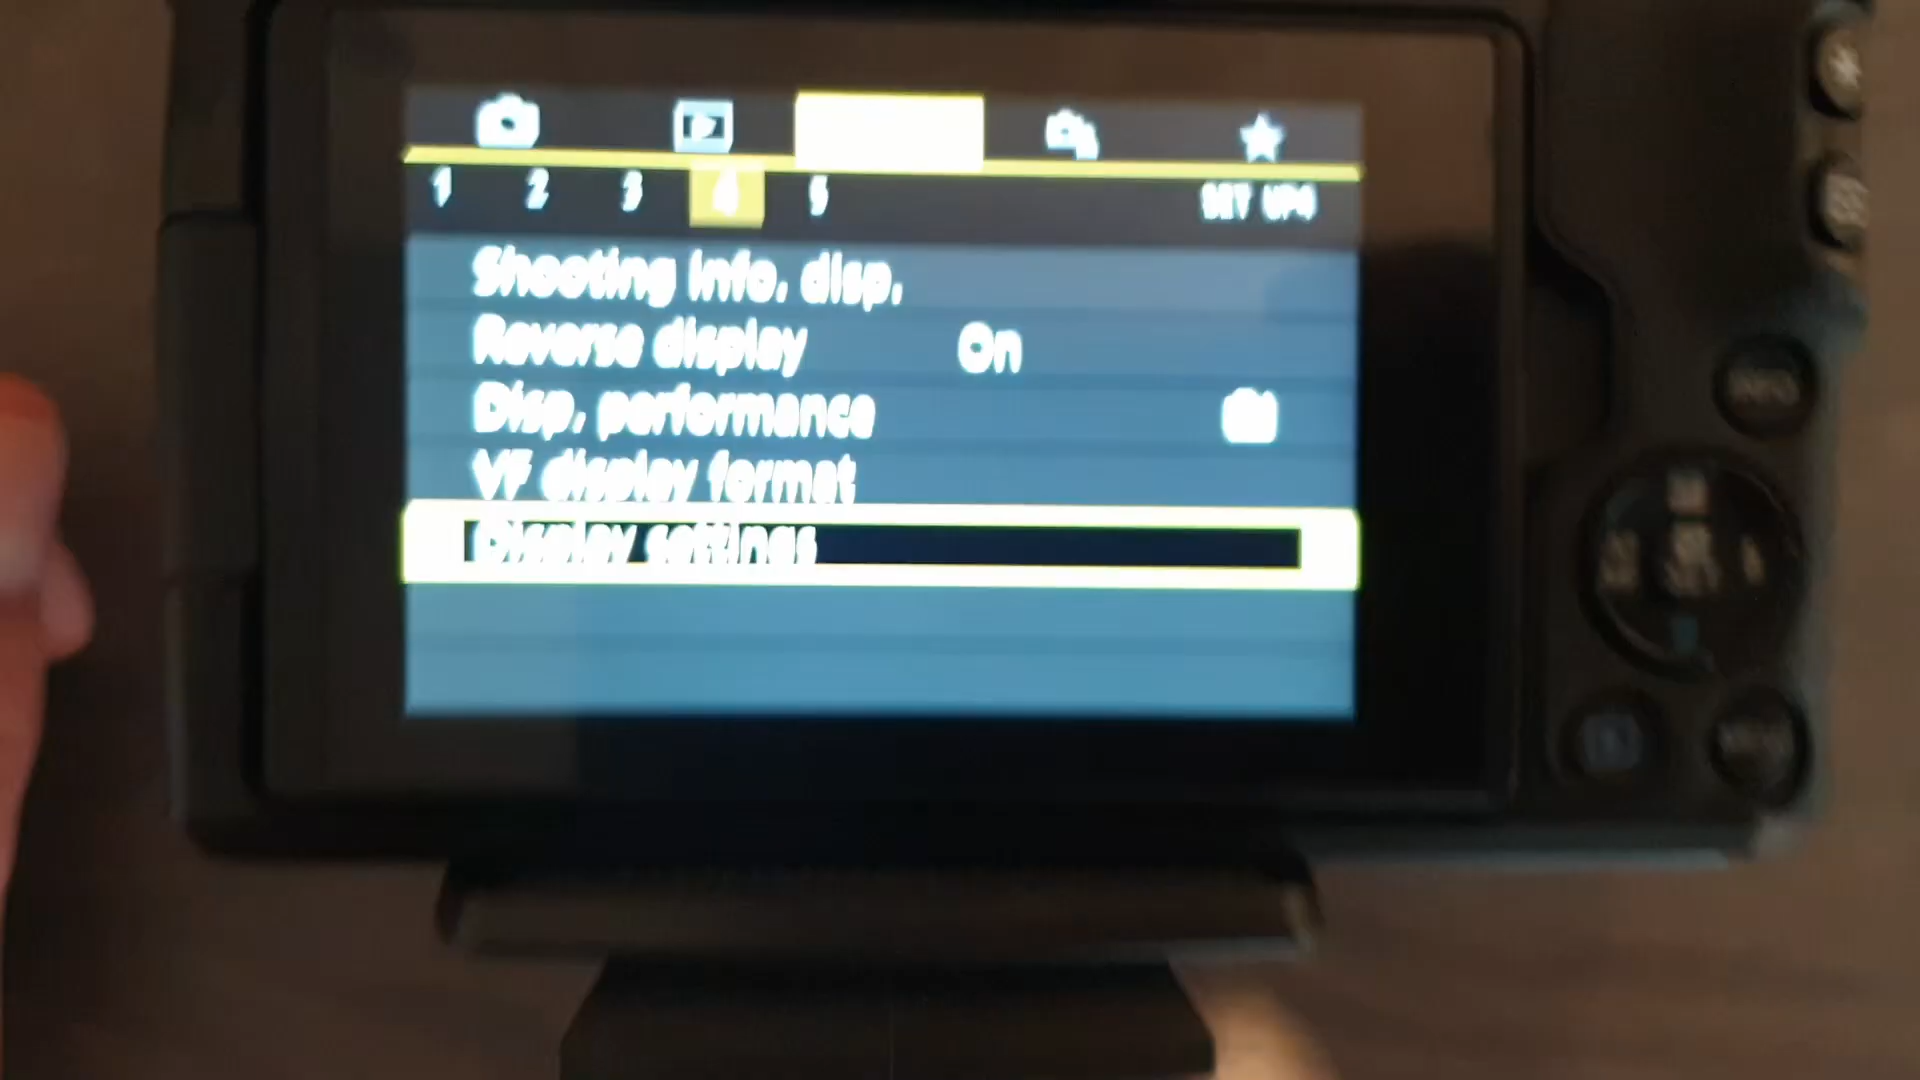 1 2 3 4 5 SET UP4
Shooting info. disp.
Reverse display On
Disp. performance
VF display format
Display settings
INFO